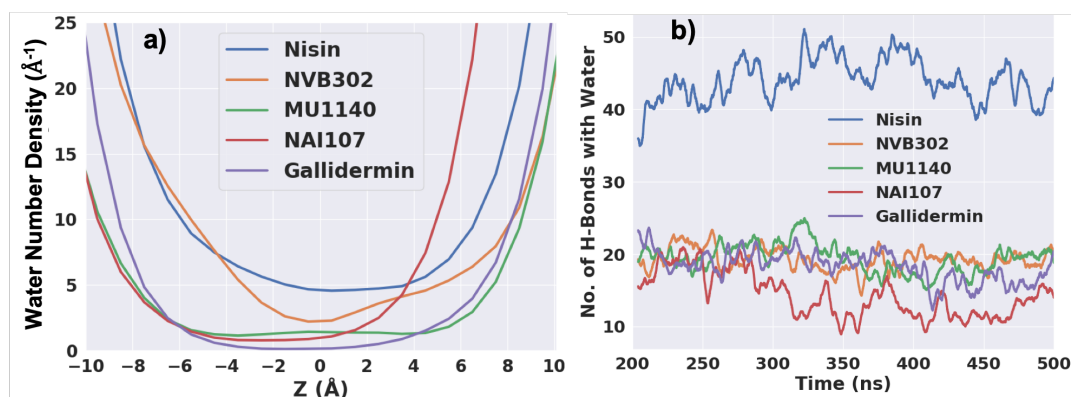 a)
Water Number Density (Å⁻¹)
25
20
15
10
5
0
Nisin
NVB302
MU1140
NAI107
Gallidermin
−10 −8 −6 −4 −2 0 2 4 6 8 10
Z (Å)
b)
No. of H-Bonds with Water
50
40
30
20
10
Nisin
NVB302
MU1140
NAI107
Gallidermin
200 250 300 350 400 450 500
Time (ns)